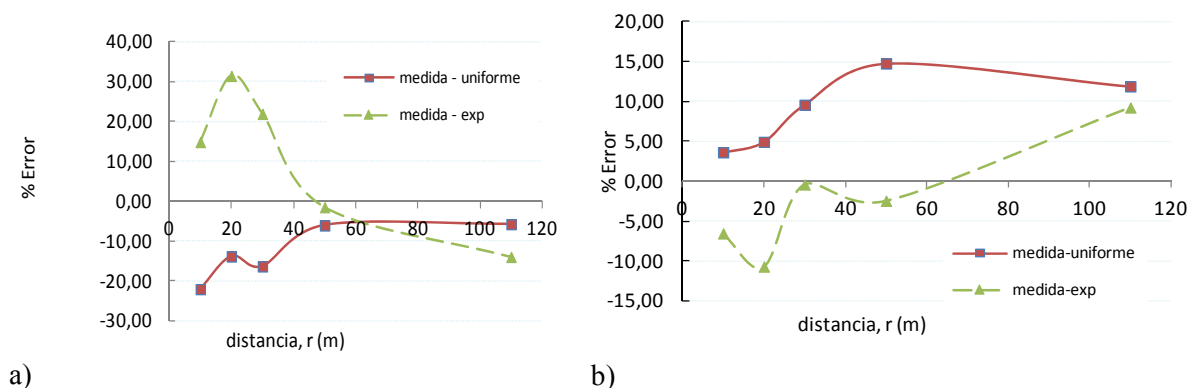 40,00
30,00
20,00
10,00
0,00
-10,00
-20,00
-30,00
% Error
0 20 40 60 80 100 120
distancia, r (m)
medida - uniforme
medida - exp
a)
20,00
15,00
10,00
5,00
0,00
-5,00
-10,00
-15,00
% Error
0 20 40 60 80 100 120
distancia, r (m)
medida-uniforme
medida-exp
b)